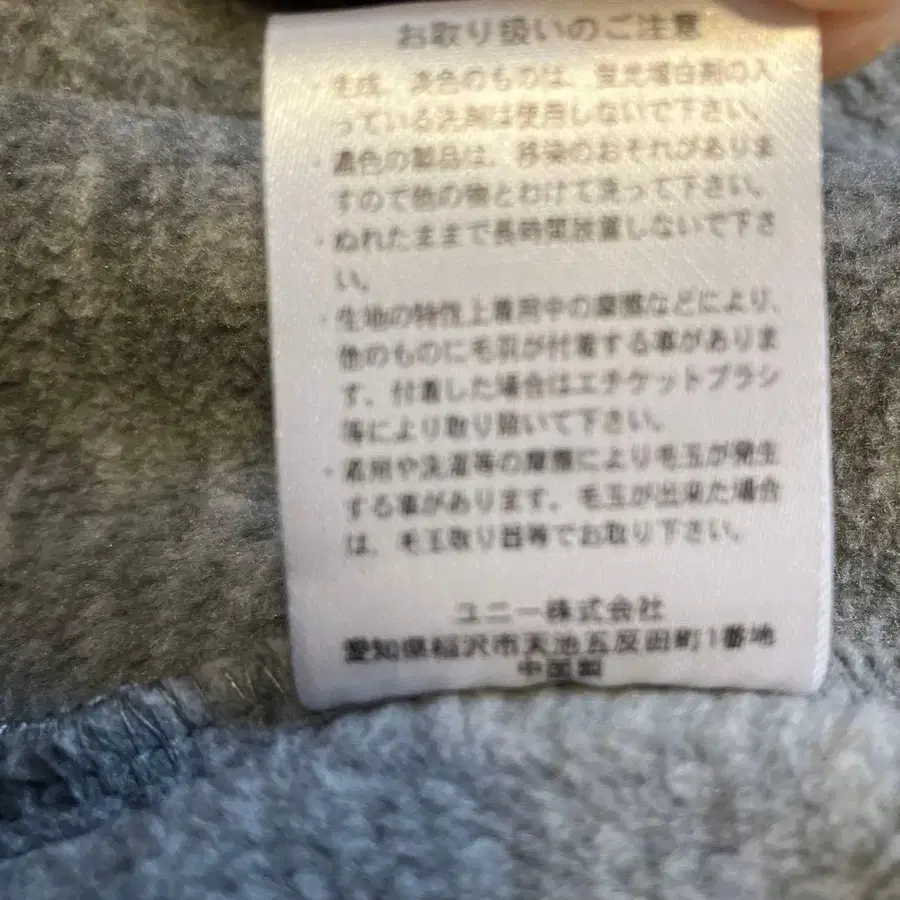 お取り扱いのご注意
・生成、淡色のものは、蛍光増白剤の入
っている洗剤は使用しないで下さい。
・濃色の製品は、移染のおそれがありま
すので他の物とわけて洗って下さい。
・ぬれたままで長時間放置しないで下さ
い。
・生地の特性上着用中の摩擦などにより、
他のものに毛羽が付着する事がありま
す。付着した場合はエチケットブラシ
等により取り除いて下さい。
・着用や洗濯等の摩擦により毛玉が発生
する事があります。毛玉が出来た場合
は、毛玉取り器等でお取り下さい。
ユニー株式会社
愛知県稲沢市天池五反田町1番地
中国製